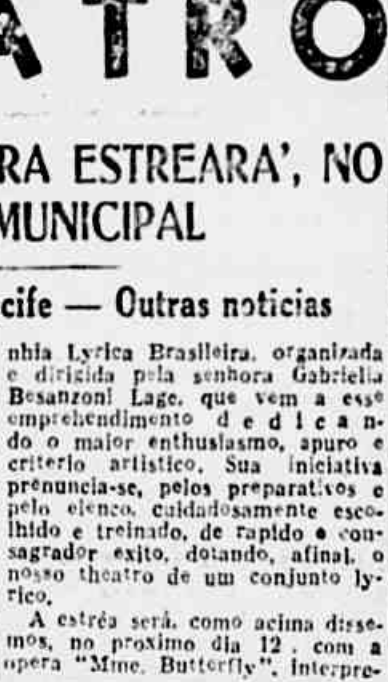 ATRO
RA ESTREARA', NO
MUNICIPAL
cife — Outras noticias
nhia Lyrica Brasileira, organizada
e dirigida pela senhora Gabriella
Besanzoni Lage, que vem a esse
emprehendimento dedican-
do o maior enthusiasmo, apuro e
criterio artistico. Sua iniciativa
prenuncia-se, pelos preparativos e
pelo elenco, cuidadosamente esco-
lhido e treinado, de rapido e con-
sagrador exito, dotando, afinal, o
nosso theatro de um conjunto ly-
rico.
A estréa será, como acima disse-
mos, no proximo dia 12, com a
opera "Mme. Butterfly", interpre-